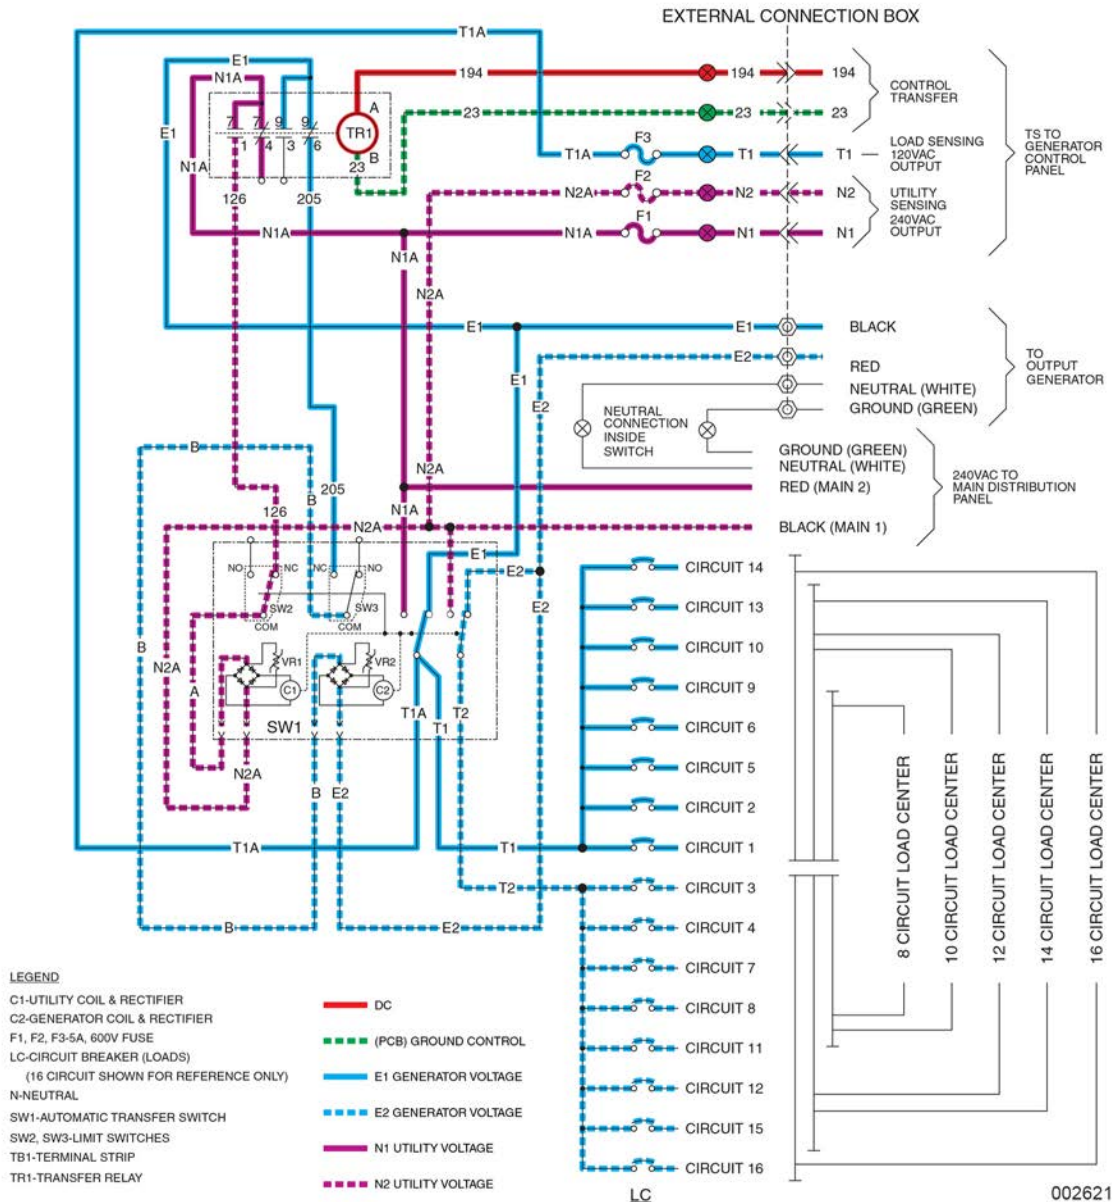 EXTERNAL CONNECTION BOX
T1A
E1
N1A
194
194
194
CONTROL
TRANSFER
A
7
7
9
9
TR1
1
4
3
6
B
23
23
23
23
E1
N1A
126
205
F3
T1A
T1
T1
LOAD SENSING
120VAC
OUTPUT
F2
N2A
N2
N2
UTILITY
SENSING
240VAC
OUTPUT
F1
N1A
N1A
N1
N1
TS TO
GENERATOR
CONTROL
PANEL
N1A
N2A
E1
E1
BLACK
E2
RED
E1
E2
NEUTRAL (WHITE)
GROUND (GREEN)
TO
OUTPUT
GENERATOR
NEUTRAL
CONNECTION
INSIDE
SWITCH
GROUND (GREEN)
NEUTRAL (WHITE)
RED (MAIN 2)
BLACK (MAIN 1)
240VAC TO
MAIN DISTRIBUTION
PANEL
B
N2A
B
205
126
N1A
N2A
E1
E2
E2
NO
NC
NC
NO
SW2
SW3
COM
COM
B
N2A
A
VR1
VR2
C1
C2
T1A
T1
T2
SW1
N2A
B
E2
T1A
T1
T2
B
E2
CIRCUIT 14
CIRCUIT 13
CIRCUIT 10
CIRCUIT 9
CIRCUIT 6
CIRCUIT 5
CIRCUIT 2
CIRCUIT 1
CIRCUIT 3
CIRCUIT 4
CIRCUIT 7
CIRCUIT 8
CIRCUIT 11
CIRCUIT 12
CIRCUIT 15
CIRCUIT 16
LC
8 CIRCUIT LOAD CENTER
10 CIRCUIT LOAD CENTER
12 CIRCUIT LOAD CENTER
14 CIRCUIT LOAD CENTER
16 CIRCUIT LOAD CENTER
LEGEND
C1-UTILITY COIL & RECTIFIER
C2-GENERATOR COIL & RECTIFIER
F1, F2, F3-5A, 600V FUSE
LC-CIRCUIT BREAKER (LOADS)
(16 CIRCUIT SHOWN FOR REFERENCE ONLY)
N-NEUTRAL
SW1-AUTOMATIC TRANSFER SWITCH
SW2, SW3-LIMIT SWITCHES
TB1-TERMINAL STRIP
TR1-TRANSFER RELAY
DC
(PCB) GROUND CONTROL
E1 GENERATOR VOLTAGE
E2 GENERATOR VOLTAGE
N1 UTILITY VOLTAGE
N2 UTILITY VOLTAGE
002621